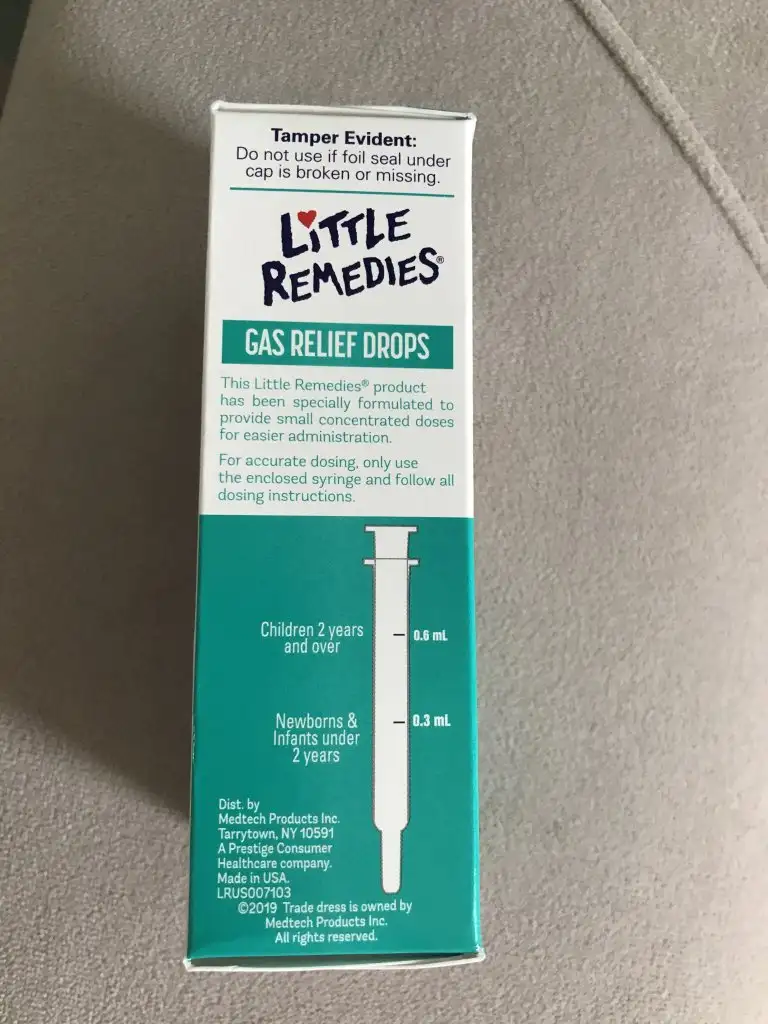 Tamper Evident:
Do not use if foil seal under
cap is broken or missing.
LiTTLE
REMEDIES®
GAS RELIEF DROPS
This Little Remedies® product
has been specially formulated to
provide small concentrated doses
for easier administration.
For accurate dosing, only use
the enclosed syringe and follow all
dosing instructions.
Children 2 years
and over
0.6 mL
Newborns &
Infants under
2 years
0.3 mL
Dist. by
Medtech Products Inc.
Tarrytown, NY 10591
A Prestige Consumer
Healthcare company.
Made in USA.
LRUS007103
©2019 Trade dress is owned by
Medtech Products Inc.
All rights reserved.